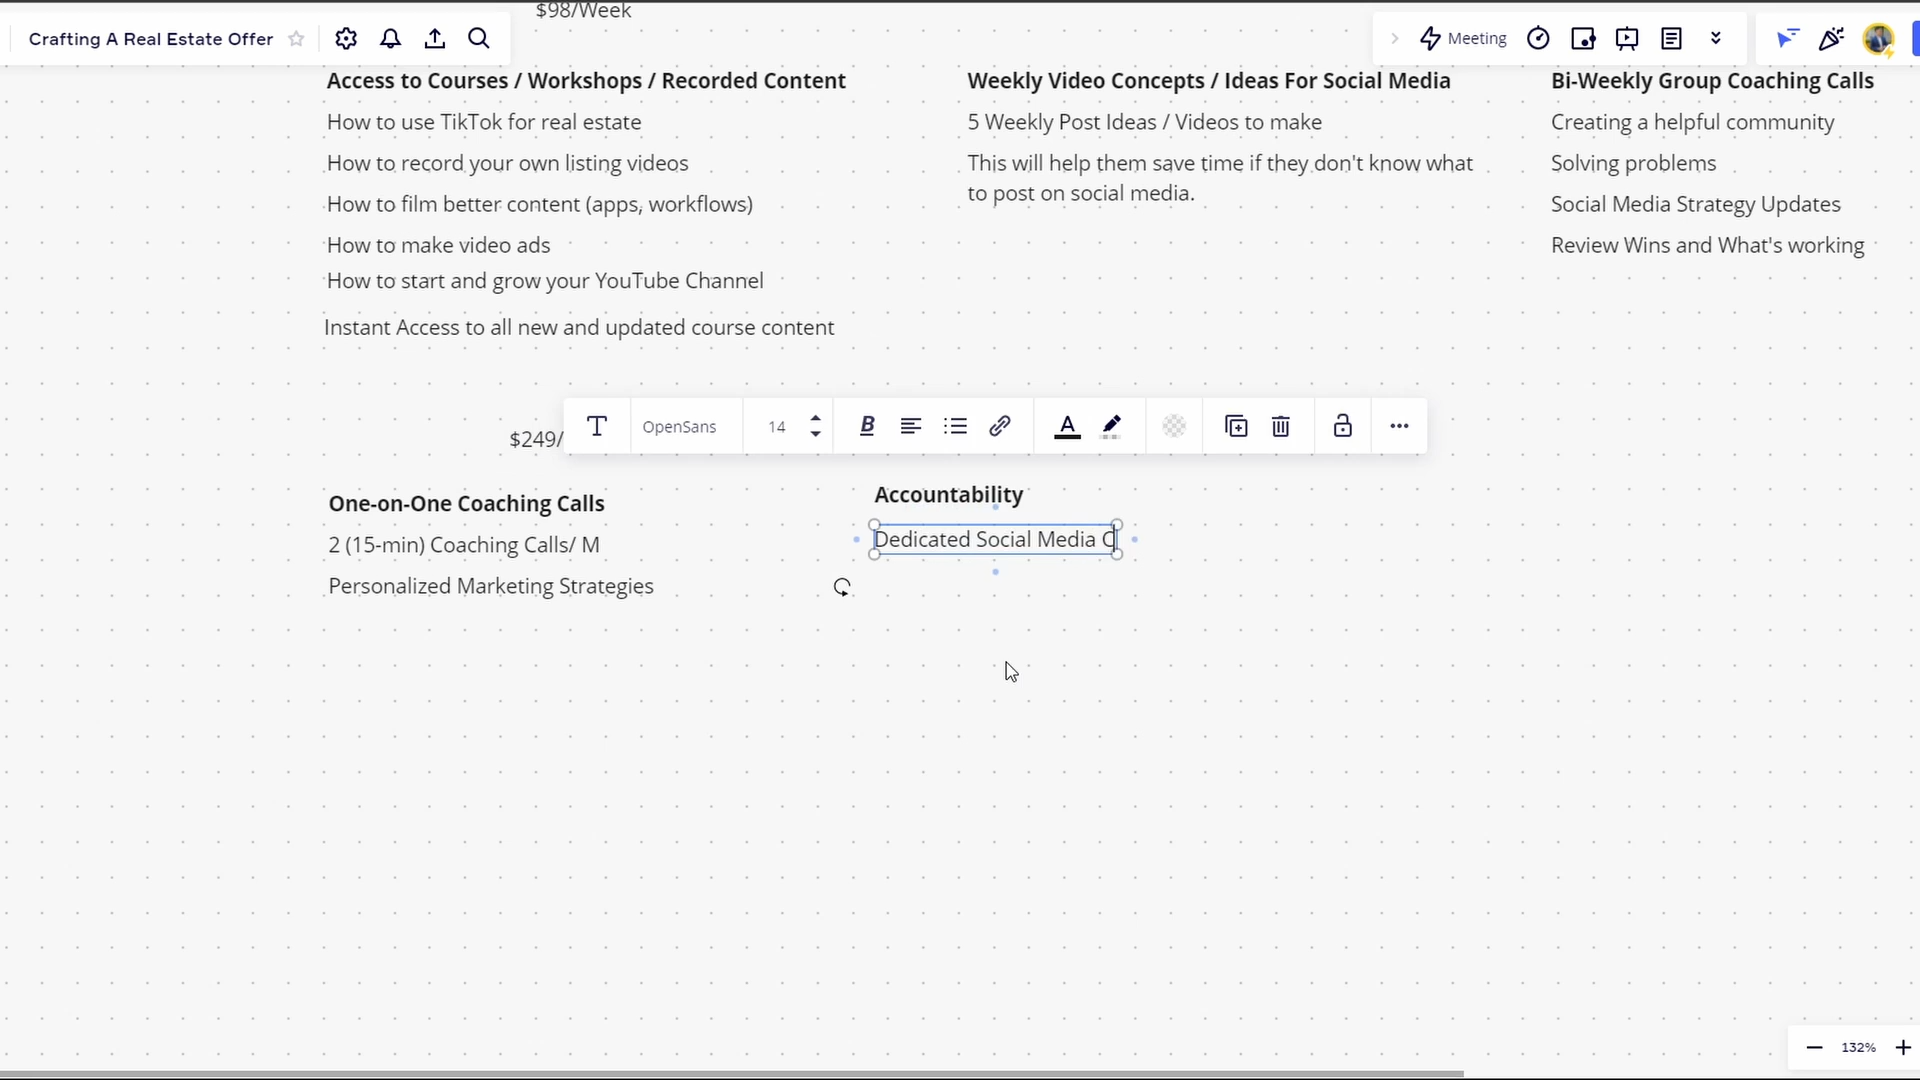 $98/Week
Crafting A Real Estate Offer
Meeting
Access to Courses / Workshops / Recorded Content
How to use TikTok for real estate
How to record your own listing videos
How to film better content (apps, workflows)
How to make video ads
How to start and grow your YouTube Channel
Instant Access to all new and updated course content
Weekly Video Concepts / Ideas For Social Media
5 Weekly Post Ideas / Videos to make
This will help them save time if they don't know what
to post on social media.
Bi-Weekly Group Coaching Calls
Creating a helpful community
Solving problems
Social Media Strategy Updates
Review Wins and What's working
$249/
OpenSans
14
B
A
One-on-One Coaching Calls
2 (15-min) Coaching Calls/ M
Personalized Marketing Strategies
Accountability
Dedicated Social Media C
132%